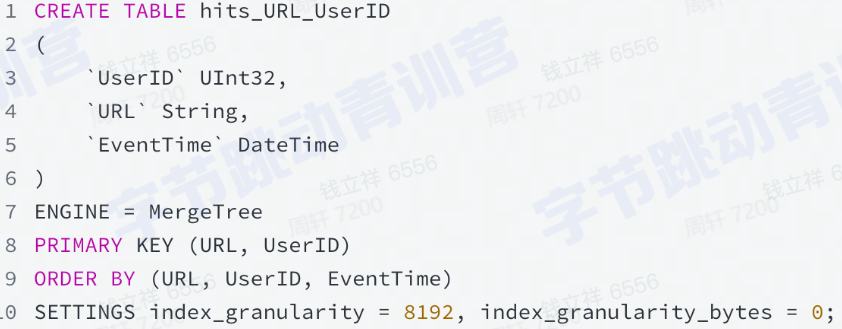 1 CREATE TABLE hits_URL_UserID
2 (
3     `UserID` UInt32,
4     `URL` String,
5     `EventTime` DateTime
6 )
7 ENGINE = MergeTree
8 PRIMARY KEY (URL, UserID)
9 ORDER BY (URL, UserID, EventTime)
10 SETTINGS index_granularity = 8192, index_granularity_bytes = 0;
字节跳动青训营
字节跳动青训营
钱立祥 6556
周轩 7200
钱立祥 6556
周轩 7200
钱立祥 6556
周轩 7200
钱立祥 6556
周轩 7200
钱立祥 6556
钱立祥 6556